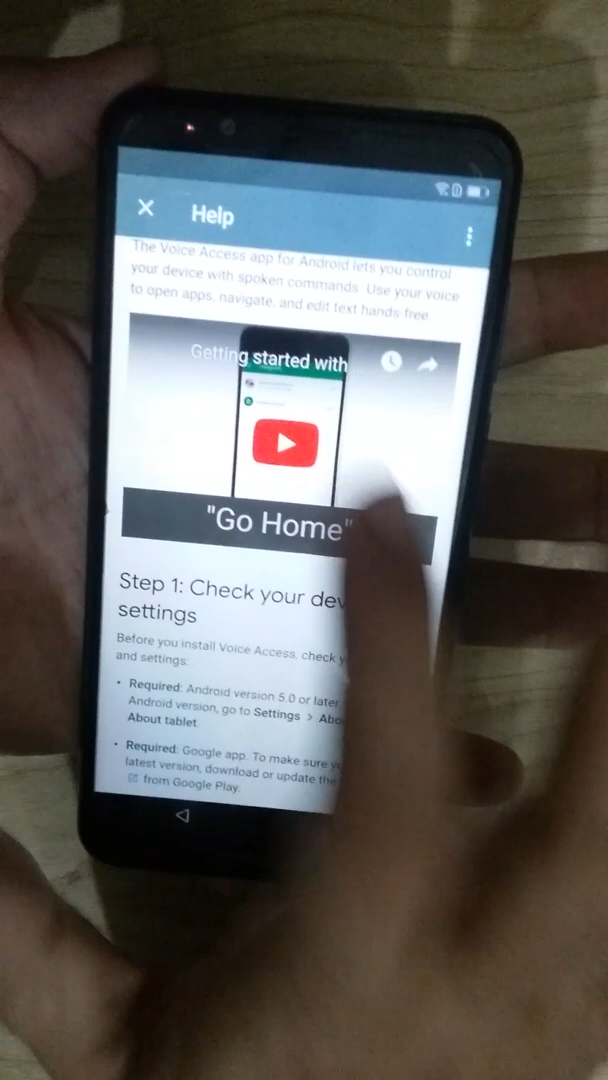 Help
The Voice Access app for Android lets you control
your device with spoken commands. Use your voice
to open apps, navigate, and edit text hands-free.
Getting started with...
"Go Home"
Step 1: Check your
settings
Before you install Voice Access, check
and settings:
• Required: Android version 5.0 or later
Android version, go to Settings >
About tablet.
• Required: Google app. To make sure
latest version, download or update the
from Google Play.